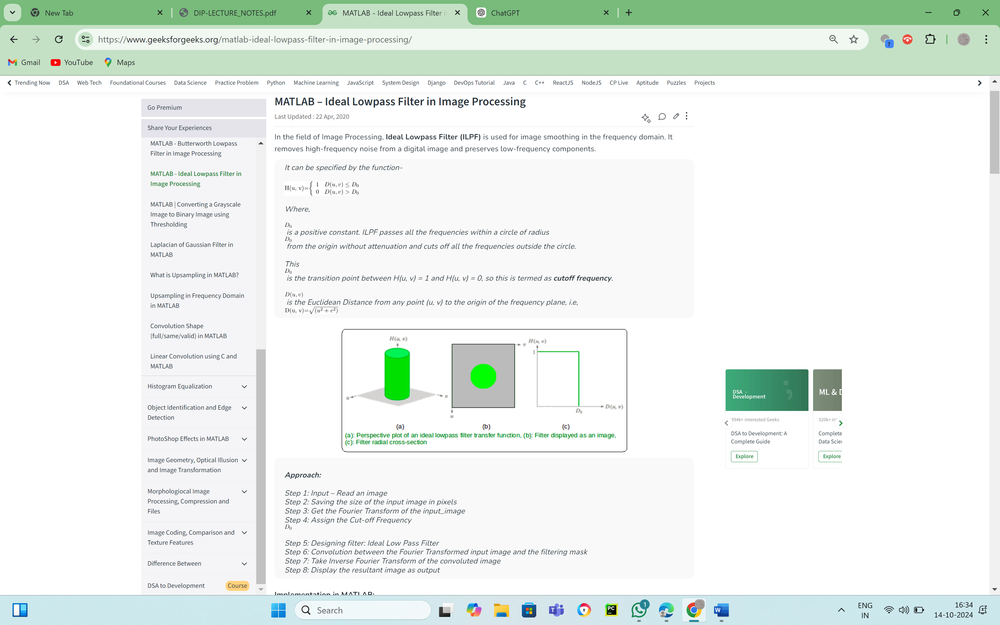 New Tab
DIP-LECTURE_NOTES.pdf
MATLAB - Ideal Lowpass Filter i
ChatGPT
https://www.geeksforgeeks.org/matlab-ideal-lowpass-filter-in-image-processing/
Gmail
YouTube
Maps
Trending Now DSA Web Tech Foundational Courses Data Science Practice Problem Python Machine Learning JavaScript System Design Django DevOps Tutorial Java C C++ ReactJS NodeJS CP Live Aptitude Puzzles Projects
Go Premium
Share Your Experiences
MATLAB - Butterworth Lowpass
Filter in Image Processing
MATLAB - Ideal Lowpass Filter in
Image Processing
MATLAB | Converting a Grayscale
Image to Binary Image using
Thresholding
Laplacian of Gaussian Filter in
MATLAB
What is Upsampling in MATLAB?
Upsampling in Frequency Domain
in MATLAB
Convolution Shape
(full/same/valid) in MATLAB
Linear Convolution using C and
MATLAB
Histogram Equalization
Object Identification and Edge
Detection
PhotoShop Effects in MATLAB
Image Geometry, Optical Illusion
and Image Transformation
Morphologiocal Image
Processing, Compression and
Files
Image Coding, Comparison and
Texture Features
Difference Between
DSA to Development Course
MATLAB – Ideal Lowpass Filter in Image Processing
Last Updated : 22 Apr, 2020
In the field of Image Processing, Ideal Lowpass Filter (ILPF) is used for image smoothing in the frequency domain. It
removes high-frequency noise from a digital image and preserves low-frequency components.
It can be specified by the function-
H(u, v)={ 1 D(u, v) ≤ D₀
0 D(u, v) > D₀
Where,
D₀
is a positive constant. ILPF passes all the frequencies within a circle of radius
D₀
from the origin without attenuation and cuts off all the frequencies outside the circle.
This
D₀
is the transition point between H(u, v) = 1 and H(u, v) = 0, so this is termed as cutoff frequency.
D(u, v)
is the Euclidean Distance from any point (u, v) to the origin of the frequency plane, i.e,
D(u, v)=√(u² + v²)
H(u, v)
u
v
(a)
v
u
(b)
H(u, v)
1
D₀
D(u, v)
(c)
(a): Perspective plot of an ideal lowpass filter transfer function, (b): Filter displayed as an image,
(c): Filter radial cross-section
Approach:
Step 1: Input – Read an image
Step 2: Saving the size of the input image in pixels
Step 3: Get the Fourier Transform of the input_image
Step 4: Assign the Cut-off Frequency
D₀
Step 5: Designing filter: Ideal Low Pass Filter
Step 6: Convolution between the Fourier Transformed input image and the filtering mask
Step 7: Take Inverse Fourier Transform of the convoluted image
Step 8: Display the resultant image as output
Implementation in MATLAB:
DSA
Development
394k+ interested Geeks
DSA to Development: A
Complete Guide
Explore
ML & D
320k+ in
Complete
Data Scie
Explore
Search
PC
T
1
W
ENG
IN
16:34
14-10-2024